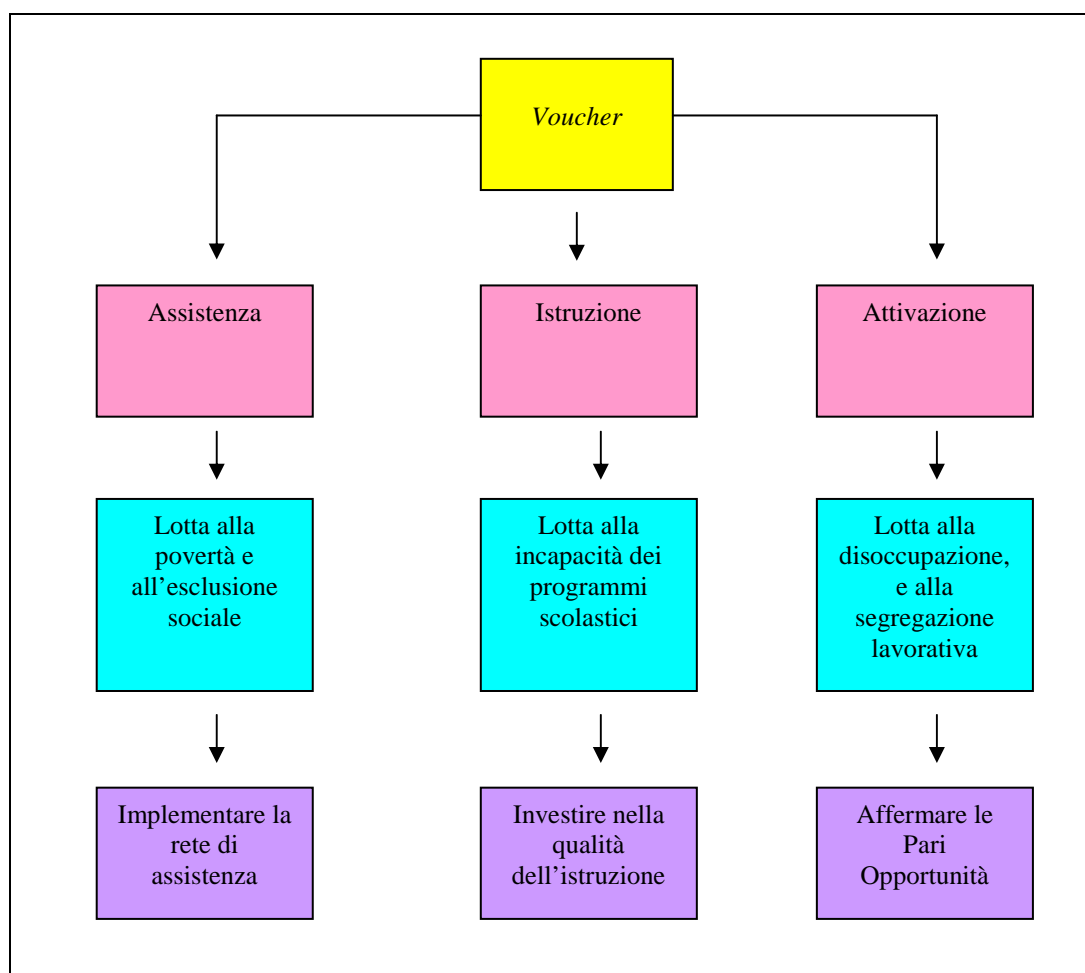 Voucher
Assistenza
Istruzione
Attivazione
Lotta alla
povertà e
all’esclusione
sociale
Lotta alla
incapacità dei
programmi
scolastici
Lotta alla
disoccupazione,
e alla
segregazione
lavorativa
Implementare la
rete di
assistenza
Investire nella
qualità
dell’istruzione
Affermare le
Pari
Opportunità